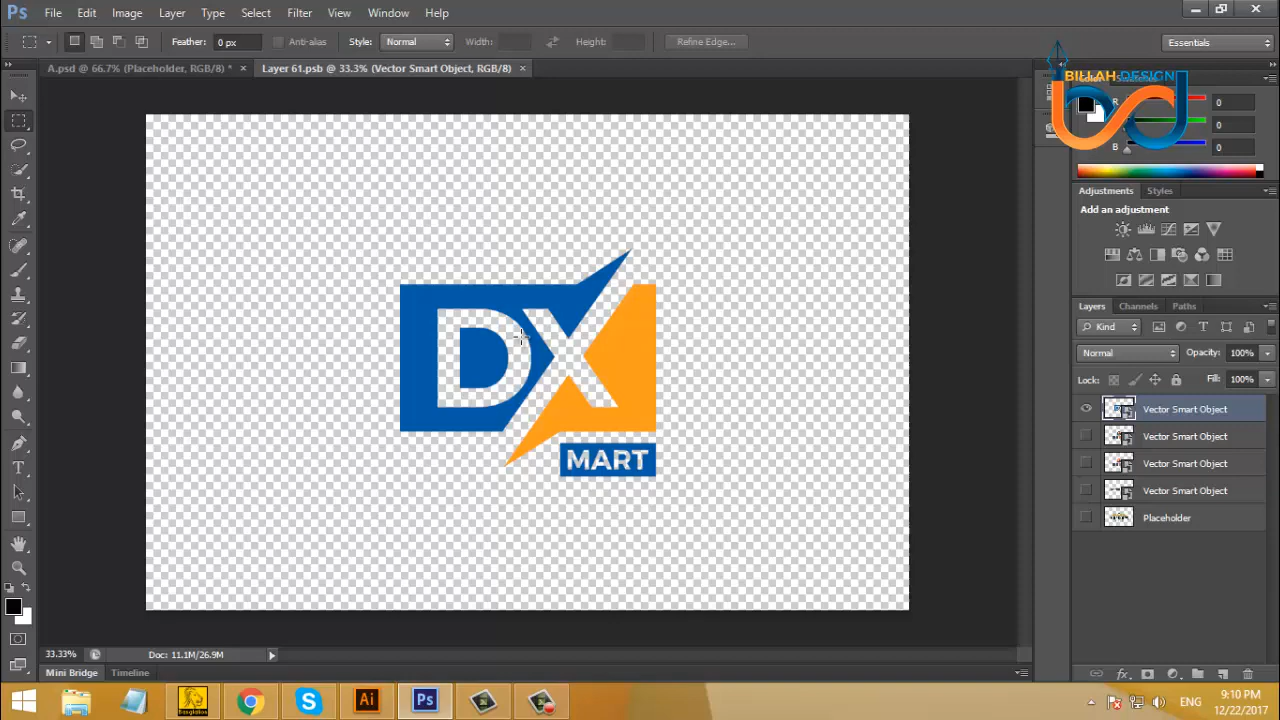 Ps File Edit Image Layer Type Select Filter View Window Help
Feather: 0 px Anti-alias Style: Normal Width: Height: Refine Edge... Essentials
A.psd @ 66.7% (Placeholder, RGB/8) * × Layer 61.psb @ 33.3% (Vector Smart Object, RGB/8) ×
BILLAH DESIGN
R 0
0
B 0
Adjustments Styles
Add an adjustment
Layers Channels Paths
Kind
Normal Opacity: 100%
Lock: Fill: 100%
Vector Smart Object
Vector Smart Object
Vector Smart Object
Vector Smart Object
Placeholder
DX
MART
33.33% Doc: 11.1M/26.9M
Mini Bridge Timeline
Ai Ps ENG 9:10 PM
12/22/2017